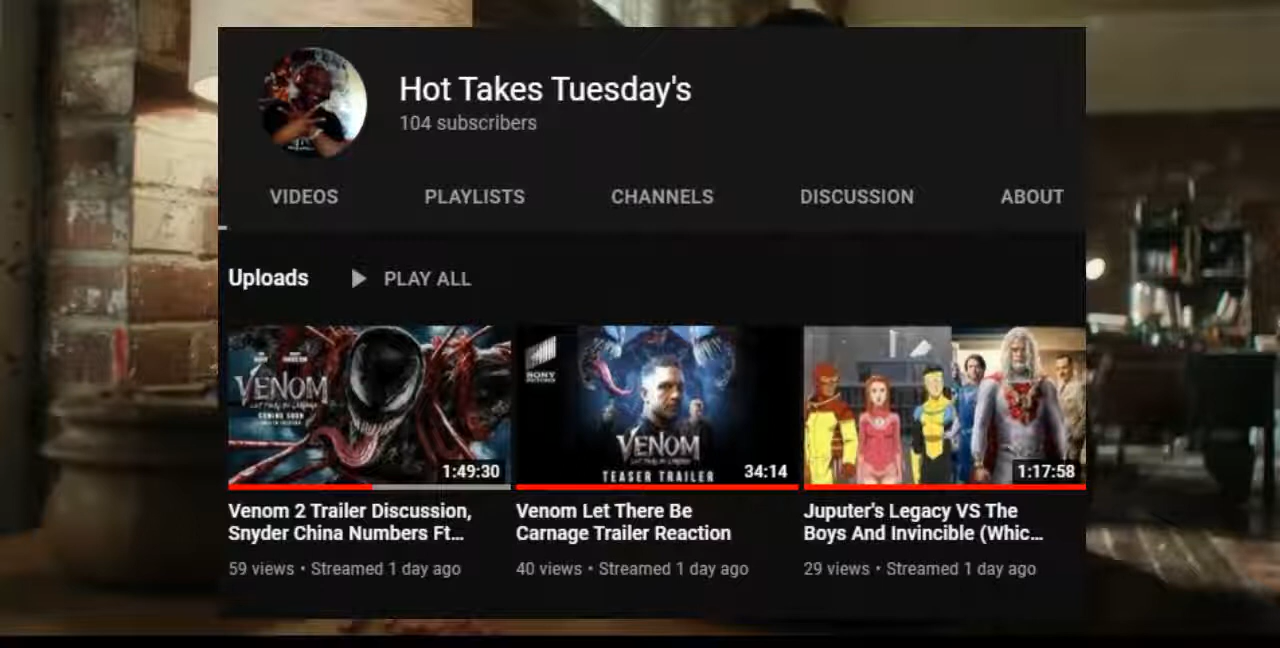 Hot Takes Tuesday's
104 subscribers
VIDEOS PLAYLISTS CHANNELS DISCUSSION ABOUT
Uploads PLAY ALL
VENOM
COMING SOON
1:49:30
SONY
PICTURES
VENOM
TEASER TRAILER
34:14
1:17:58
Venom 2 Trailer Discussion,
Snyder China Numbers Ft...
59 views • Streamed 1 day ago
Venom Let There Be
Carnage Trailer Reaction
40 views • Streamed 1 day ago
Juputer's Legacy VS The
Boys And Invincible (Whic...
29 views • Streamed 1 day ago